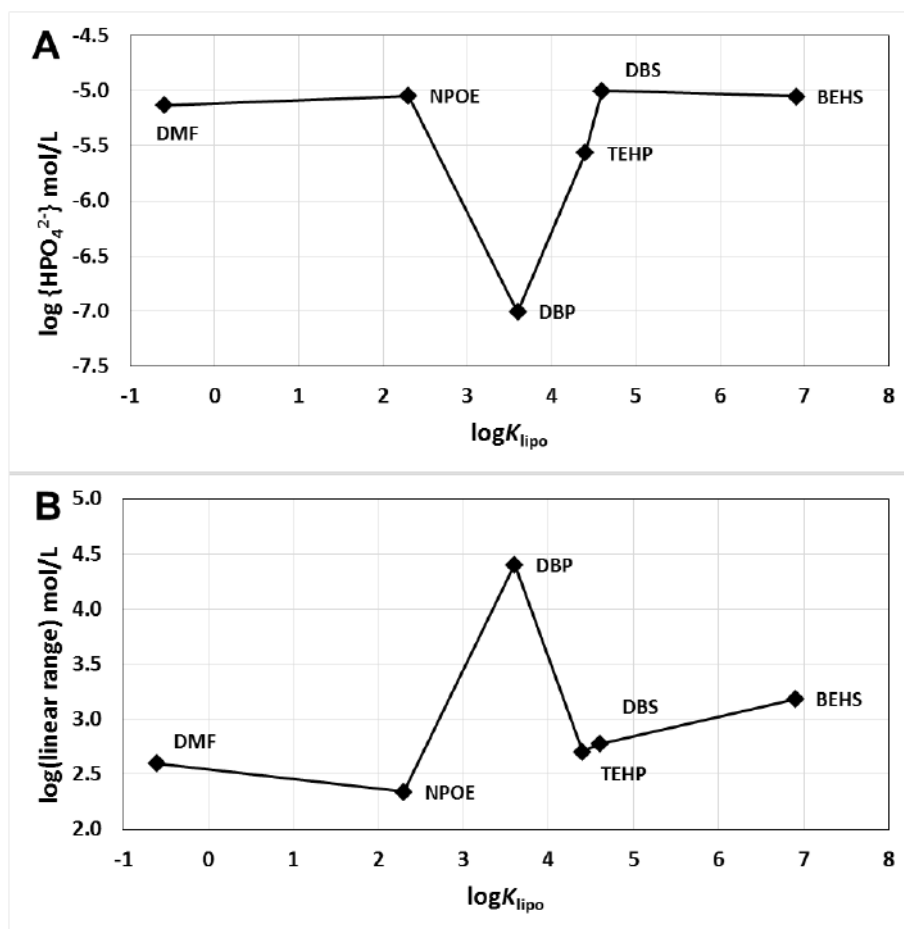 A
log {HPO₄²⁻} mol/L
-4.5
-5.0
-5.5
-6.0
-6.5
-7.0
-7.5
DMF
NPOE
DBP
TEHP
DBS
BEHS
-1 0 1 2 3 4 5 6 7 8
logKlipo
B
log(linear range) mol/L
5.0
4.5
4.0
3.5
3.0
2.5
2.0
DMF
NPOE
DBP
TEHP
DBS
BEHS
-1 0 1 2 3 4 5 6 7 8
logKlipo